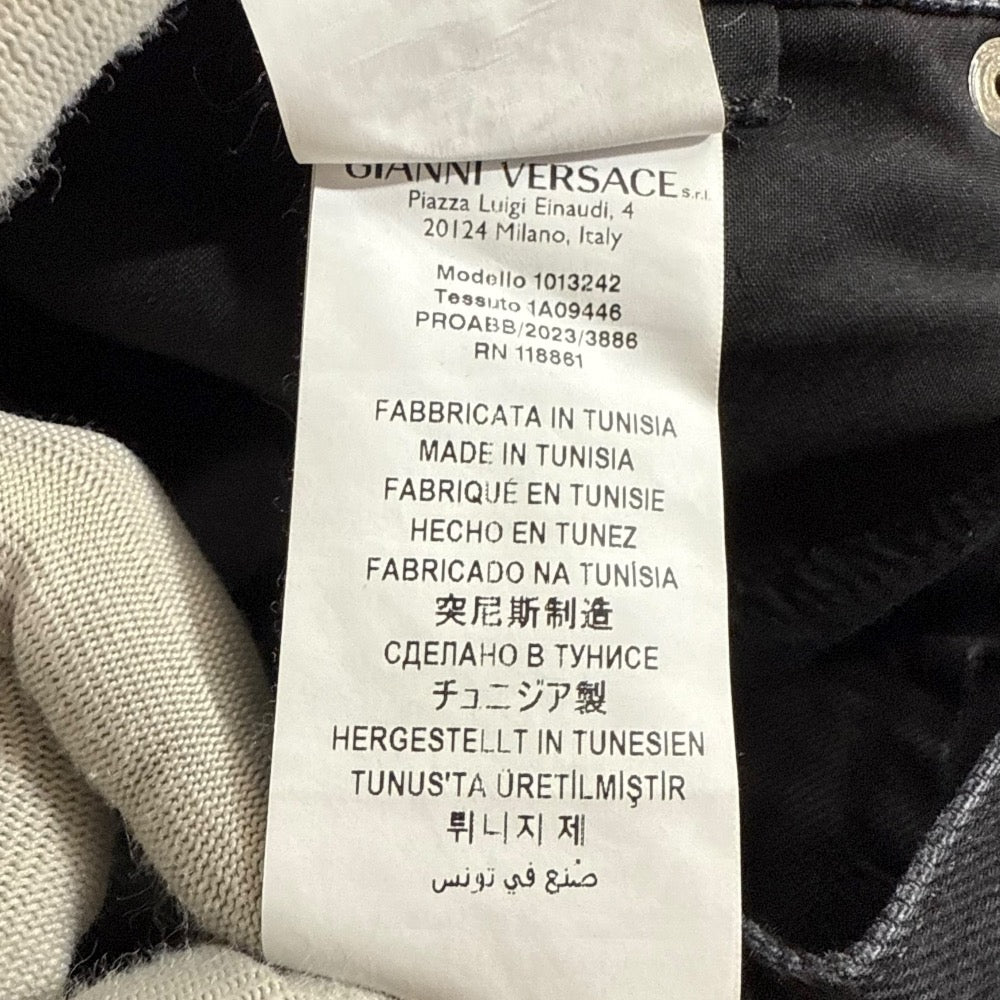 GIANNI VERSACE s.r.l.
Piazza Luigi Einaudi, 4
20124 Milano, Italy
Modello 1013242
Tessuto 1A09446
PROABB/2023/3886
RN 118861
FABBRICATA IN TUNISIA
MADE IN TUNISIA
FABRIQUÉ EN TUNISIE
HECHO EN TUNEZ
FABRICADO NA TUNÍSIA
突尼斯制造
СДЕЛАНО В ТУНИСЕ
チュニジア製
HERGESTELLT IN TUNESIEN
TUNUS'TA ÜRETİLMİŞTİR
튀니지 제
صُنع في تونس